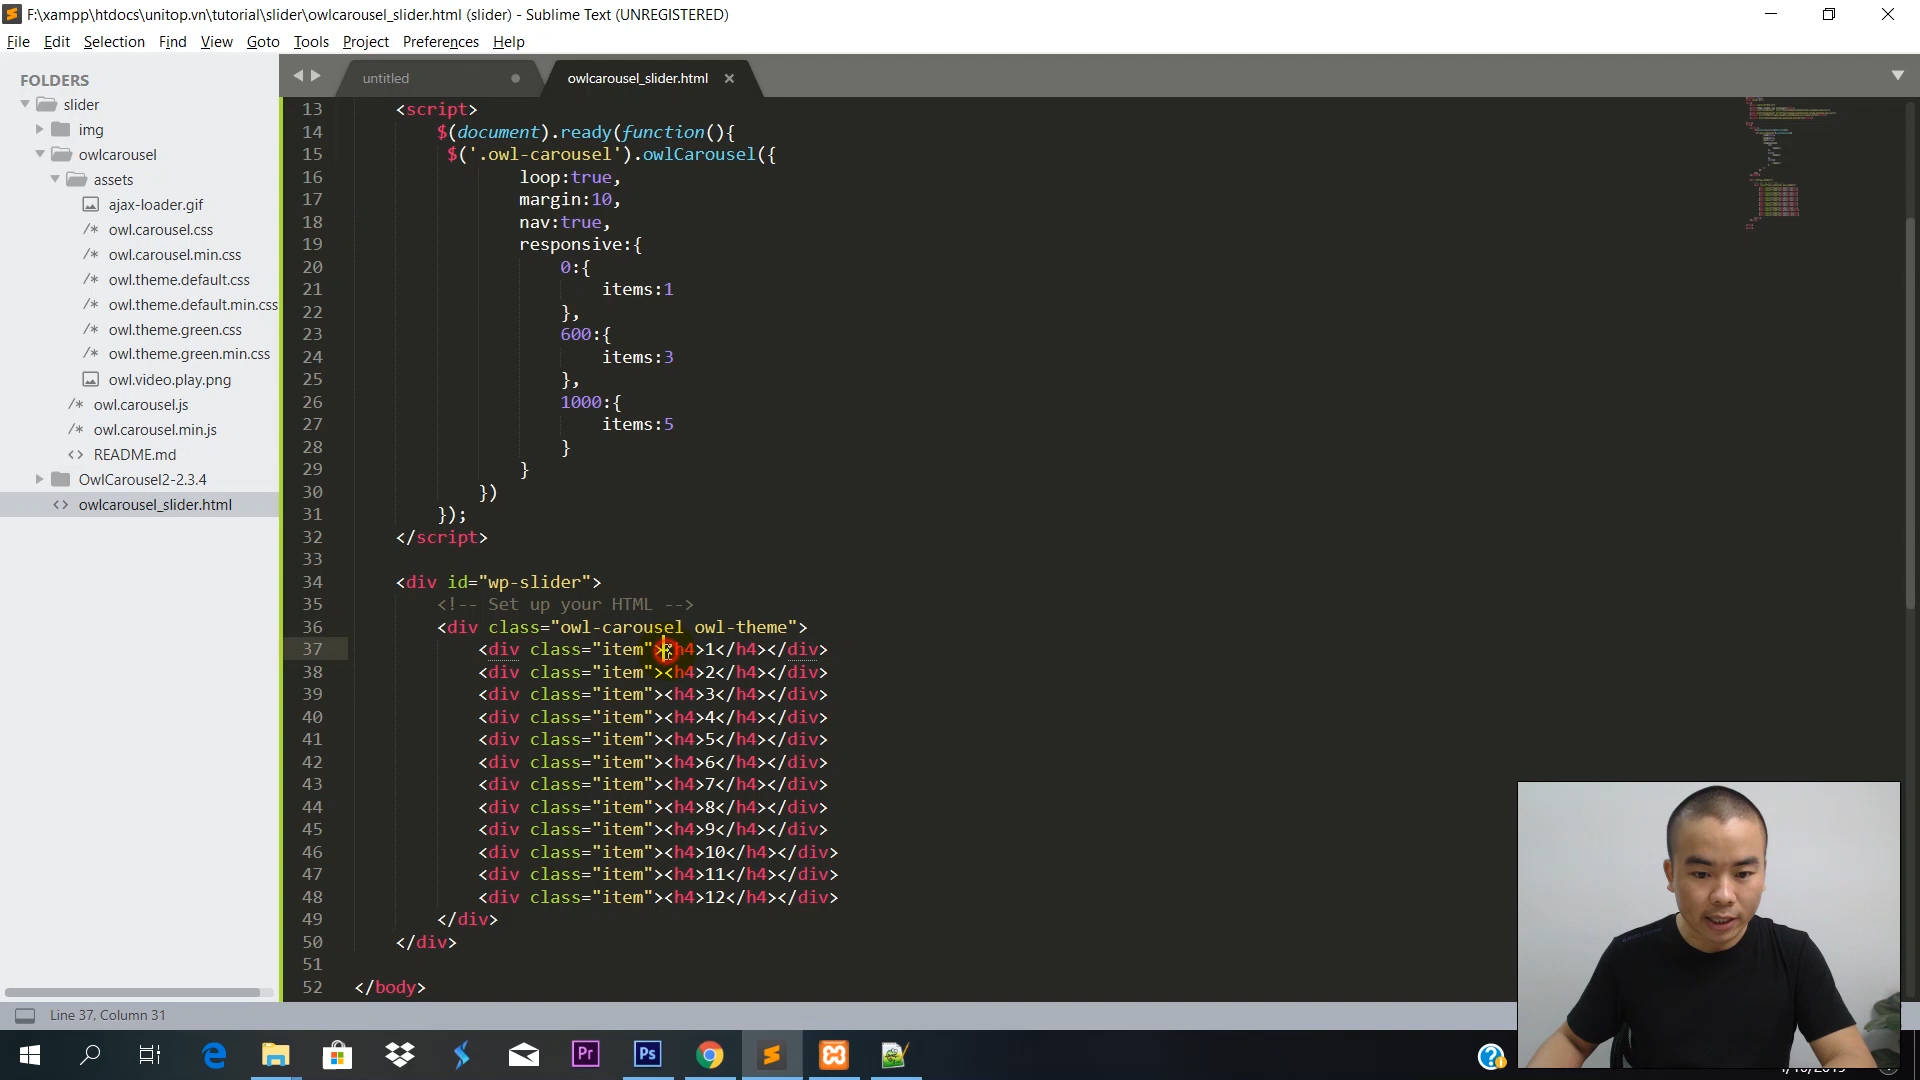 F:\xampp\htdocs\unitop.vn\tutorial\slider\owlcarousel_slider.html (slider) - Sublime Text (UNREGISTERED)
File Edit Selection Find View Goto Tools Project Preferences Help
FOLDERS
slider
img
owlcarousel
assets
ajax-loader.gif
/* owl.carousel.css
/* owl.carousel.min.css
/* owl.theme.default.css
/* owl.theme.default.min.css
/* owl.theme.green.css
/* owl.theme.green.min.css
owl.video.play.png
/* owl.carousel.js
/* owl.carousel.min.js
<> README.md
OwlCarousel2-2.3.4
<> owlcarousel_slider.html
untitled
owlcarousel_slider.html
13 <script>
14 $(document).ready(function(){
15 $('.owl-carousel').owlCarousel({
16 loop:true,
17 margin:10,
18 nav:true,
19 responsive:{
20 0:{
21 items:1
22 },
23 600:{
24 items:3
25 },
26 1000:{
27 items:5
28 }
29 }
30 })
31 });
32 </script>
33
34 <div id="wp-slider">
35 <!-- Set up your HTML -->
36 <div class="owl-carousel owl-theme">
37 <div class="item"><h4>1</h4></div>
38 <div class="item"><h4>2</h4></div>
39 <div class="item"><h4>3</h4></div>
40 <div class="item"><h4>4</h4></div>
41 <div class="item"><h4>5</h4></div>
42 <div class="item"><h4>6</h4></div>
43 <div class="item"><h4>7</h4></div>
44 <div class="item"><h4>8</h4></div>
45 <div class="item"><h4>9</h4></div>
46 <div class="item"><h4>10</h4></div>
47 <div class="item"><h4>11</h4></div>
48 <div class="item"><h4>12</h4></div>
49 </div>
50 </div>
51
52 </body>
Line 37, Column 31
Pr
Ps